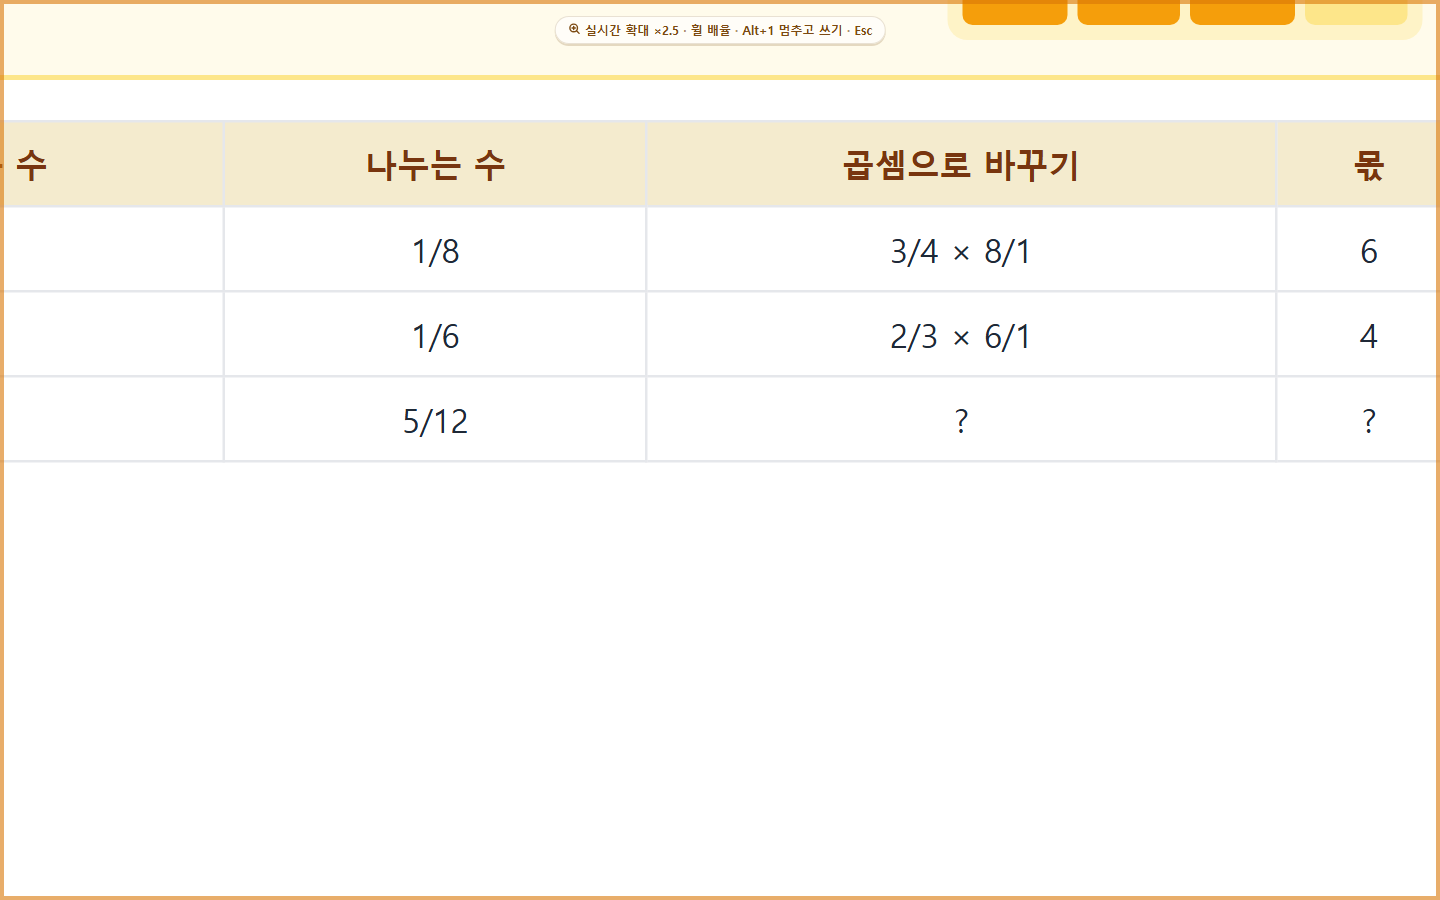 실시간 확대 ×2.5 · 휠 배율 · Alt+1 멈추고 쓰기 · Esc
수 나누는 수 곱셈으로 바꾸기 몫
1/8 3/4 × 8/1 6
1/6 2/3 × 6/1 4
5/12 ? ?